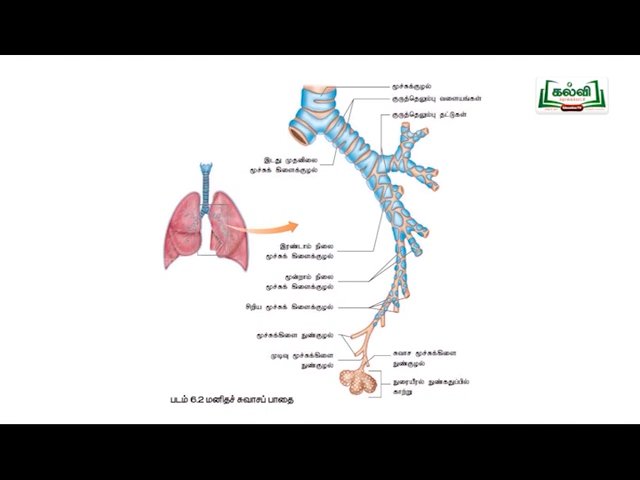 மூச்சுக்குழல்
குருத்தெலும்பு வளையங்கள்
குருத்தெலும்பு தட்டுகள்
கல்வி
இடது முதனிலை
மூச்சுக் கிளைக்குழல்
இரண்டாம் நிலை
மூச்சுக் கிளைக்குழல்
மூன்றாம் நிலை
மூச்சுக் கிளைக்குழல்
சிறிய மூச்சுக் கிளைக்குழல்
மூச்சுக்கிளை நுண்குழல்
முடிவு மூச்சுக்கிளை
நுண்குழல்
சுவாச மூச்சுக்கிளை
நுண்குழல்
நுரையீரல் நுண்கதுப்பில்
காற்று
படம் 6.2 மனிதச் சுவாசப் பாதை